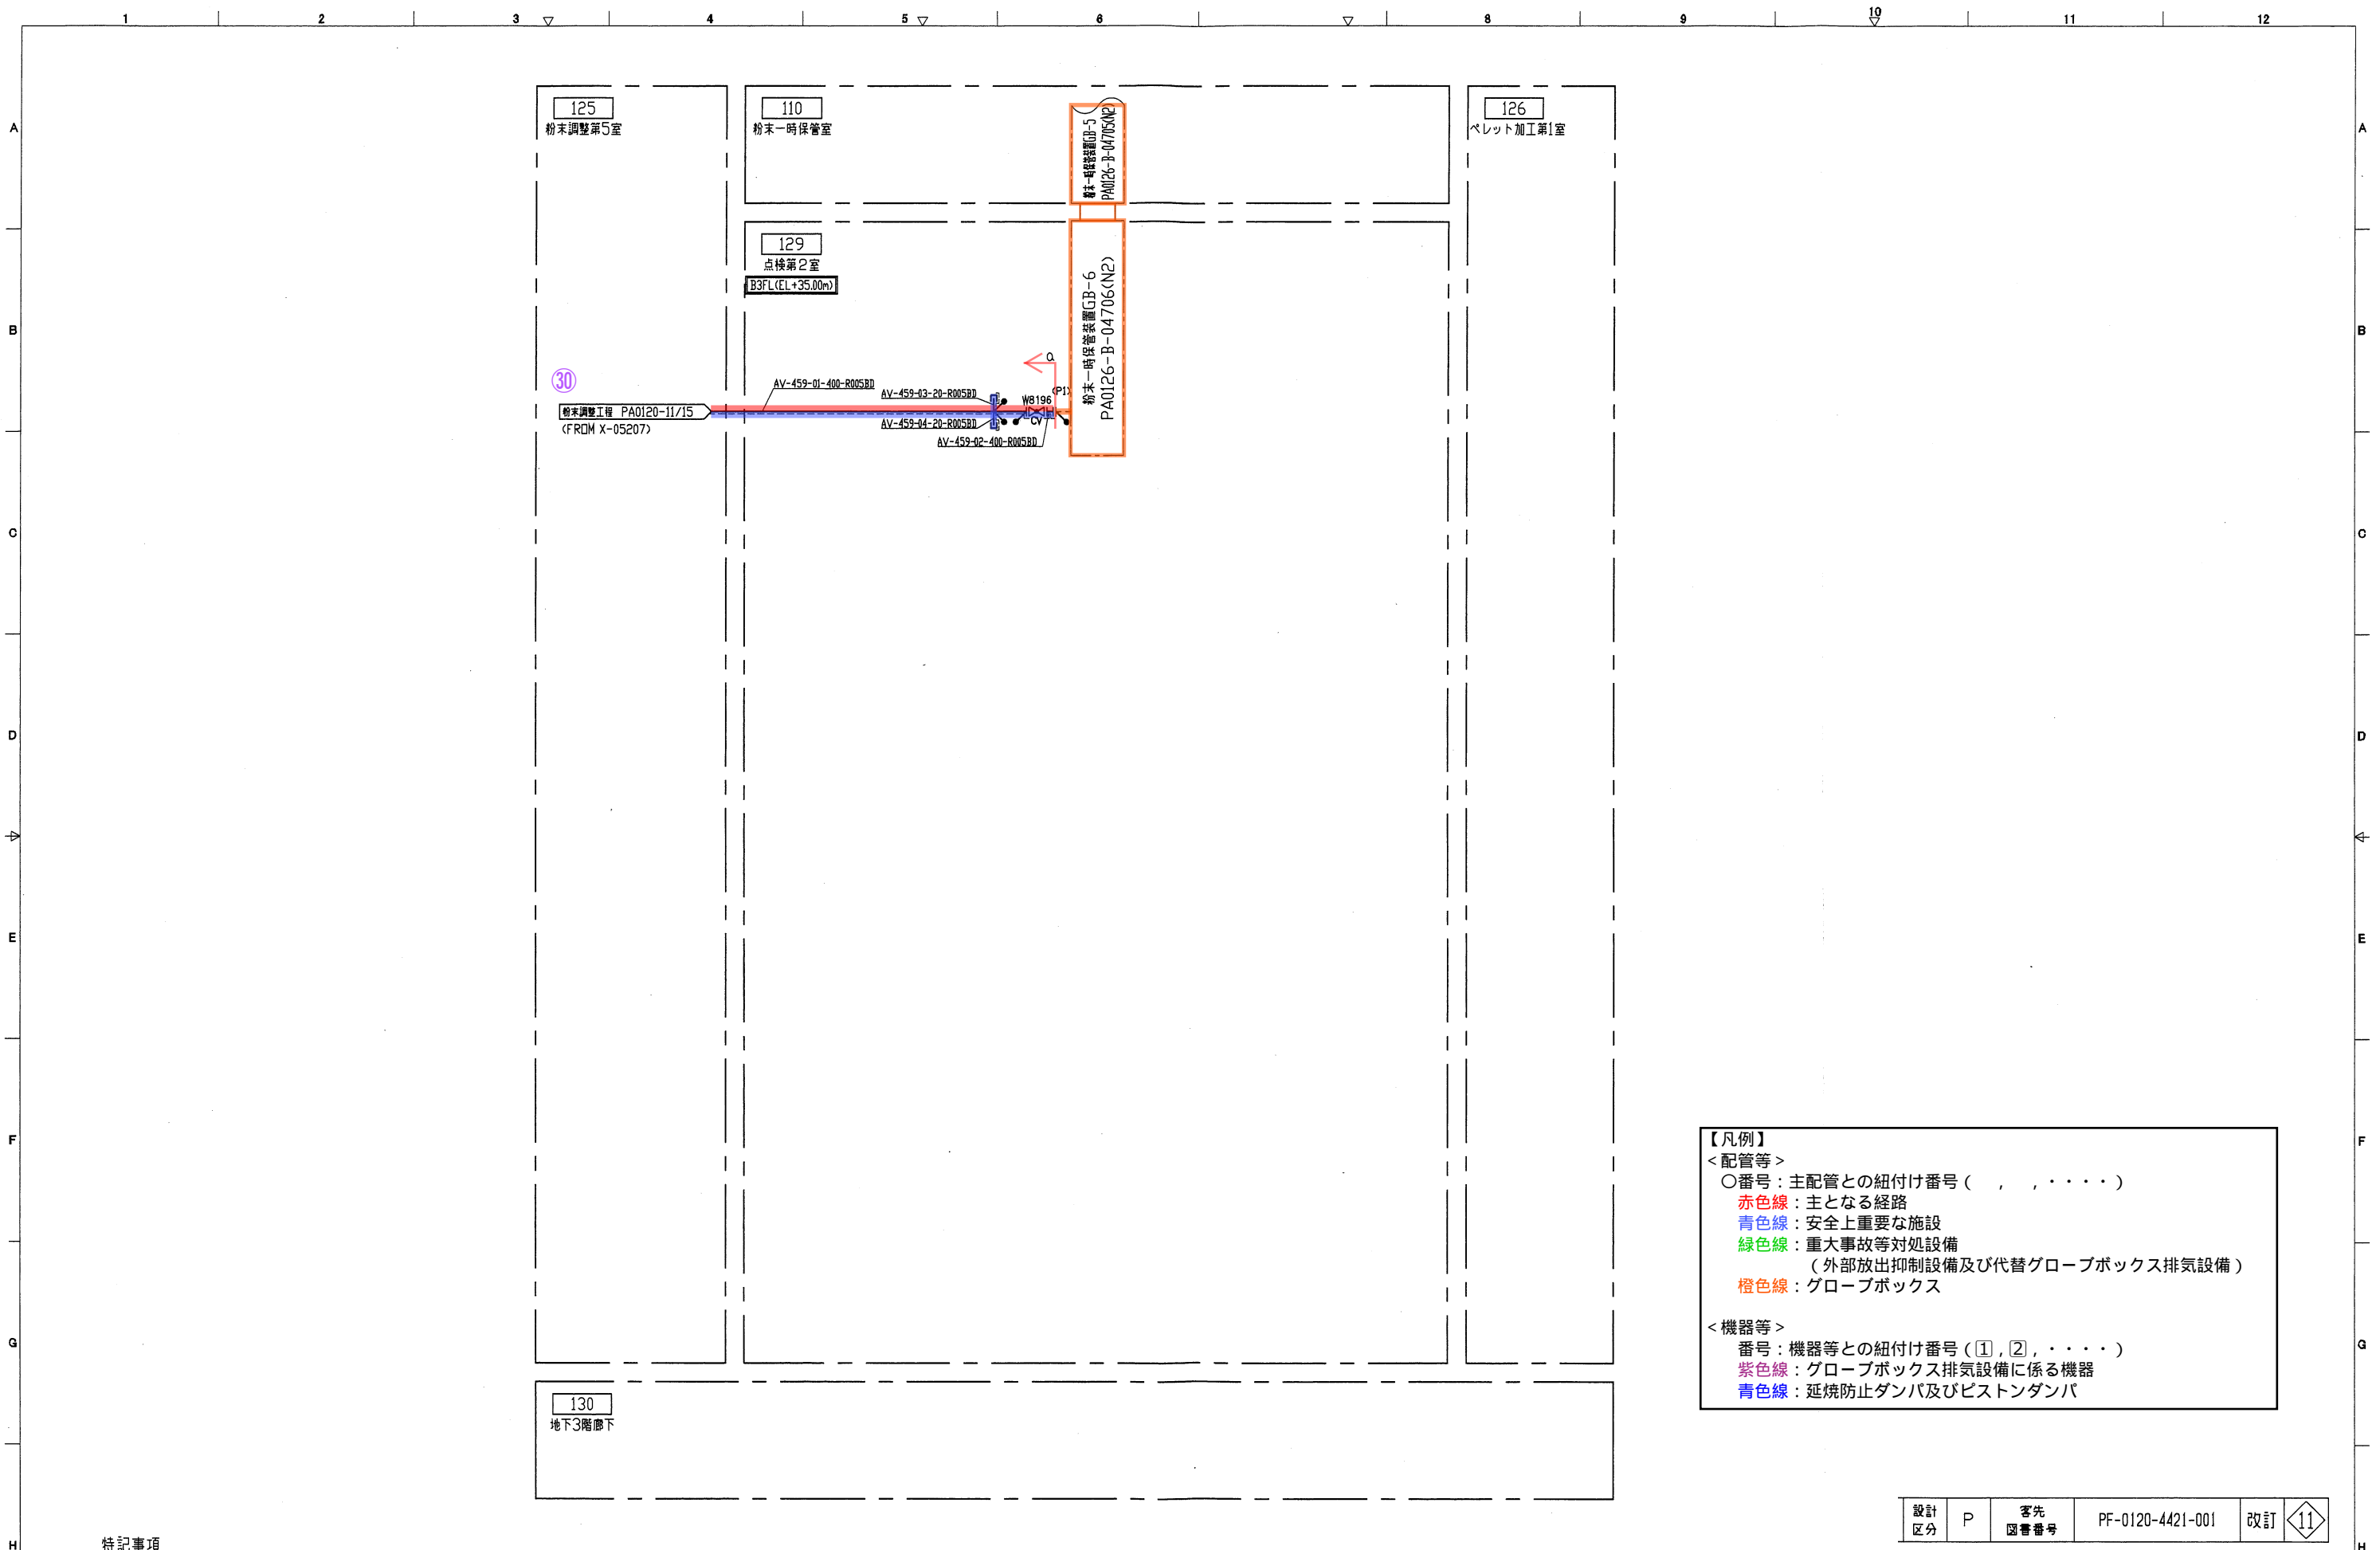 1 2 3 4 5 6 8 9 10 11 12
A
B
C
D
E
F
G
H
A
B
C
D
E
F
G
H
125
粉末調整第5室
110
粉末一時保管室
126
ペレット加工第1室
粉末一時保管装置GB-5
PA0126-B-04705(N2)
129
点検第2室
B3FL(EL+35.00m)
粉末一時保管装置GB-6
PA0126-B-04706(N2)
㉚
a
AV-459-01-400-R005BD
AV-459-03-20-R005BD
(P1)
W8196
粉末調整工程 PA0120-11/15
(FROM X-05207)
CV
AV-459-04-20-R005BD
AV-459-02-400-R005BD
130
地下3階廊下
【凡例】
<配管等>
○番号:主配管との紐付け番号( , ,・・・・)
赤色線:主となる経路
青色線:安全上重要な施設
緑色線:重大事故等対処設備
(外部放出抑制設備及び代替グローブボックス排気設備)
橙色線:グローブボックス
<機器等>
番号:機器等との紐付け番号(1,2,・・・・)
紫色線:グローブボックス排気設備に係る機器
青色線:延焼防止ダンパ及びピストンダンパ
設計区分 P 客先図書番号 PF-0120-4421-001 改訂 11
特記事項